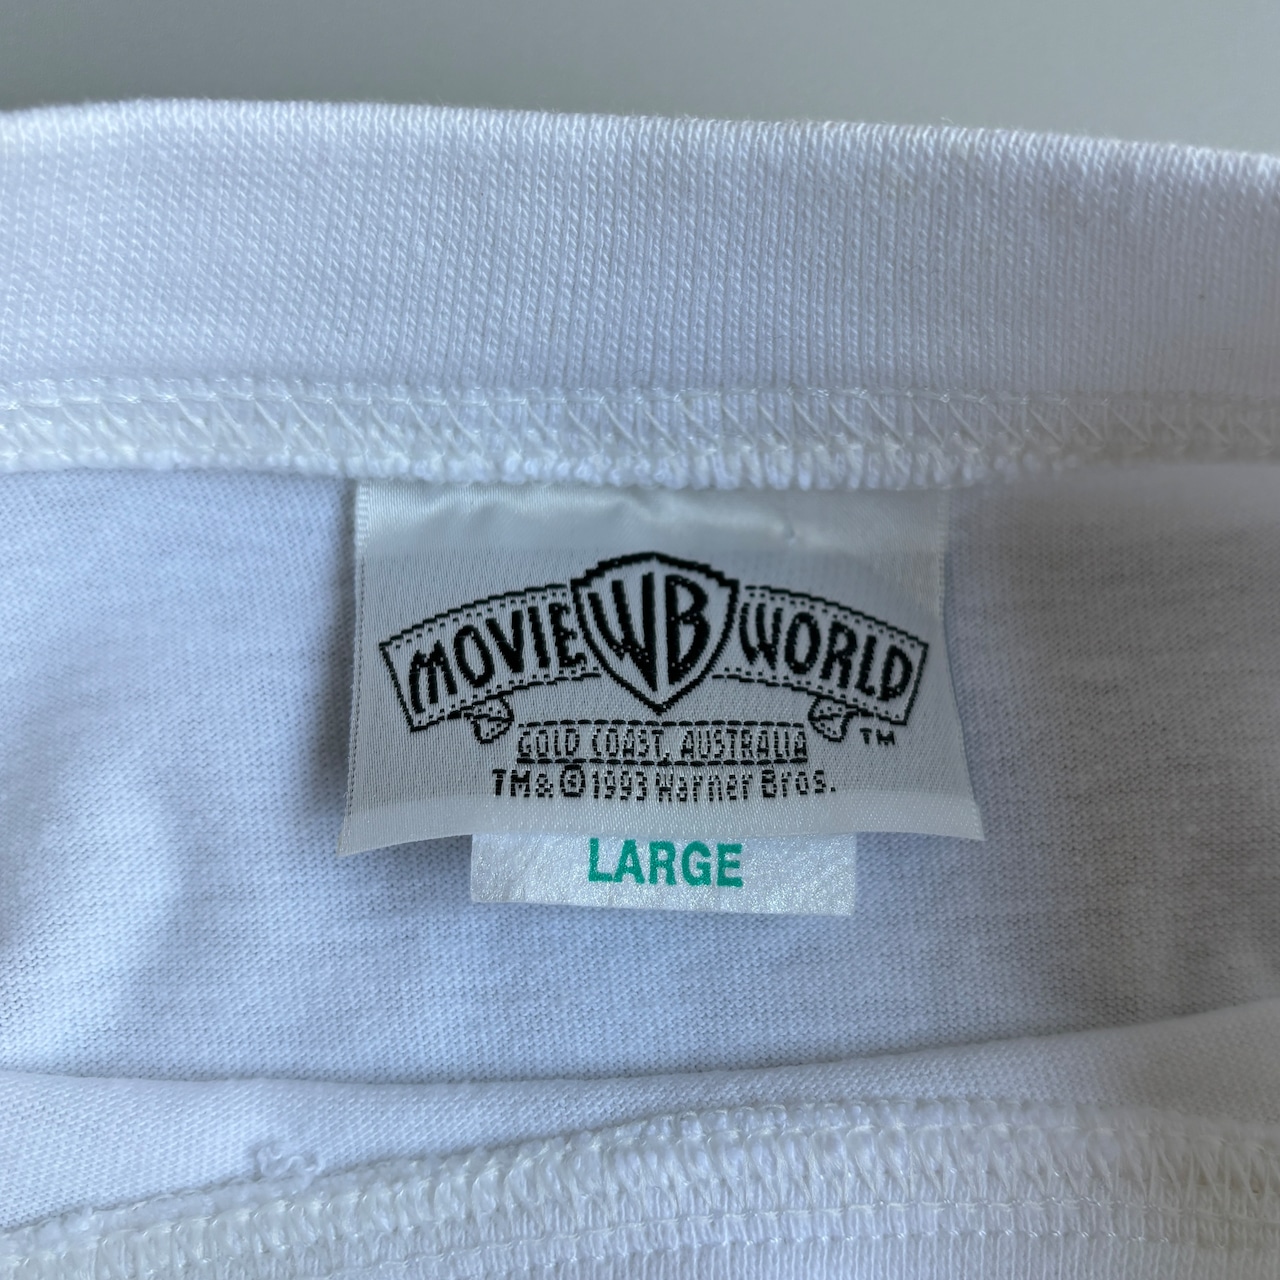 MOVIE WB WORLD
TM
GOLD COAST, AUSTRALIA
TM & © 1993 Warner Bros.
LARGE